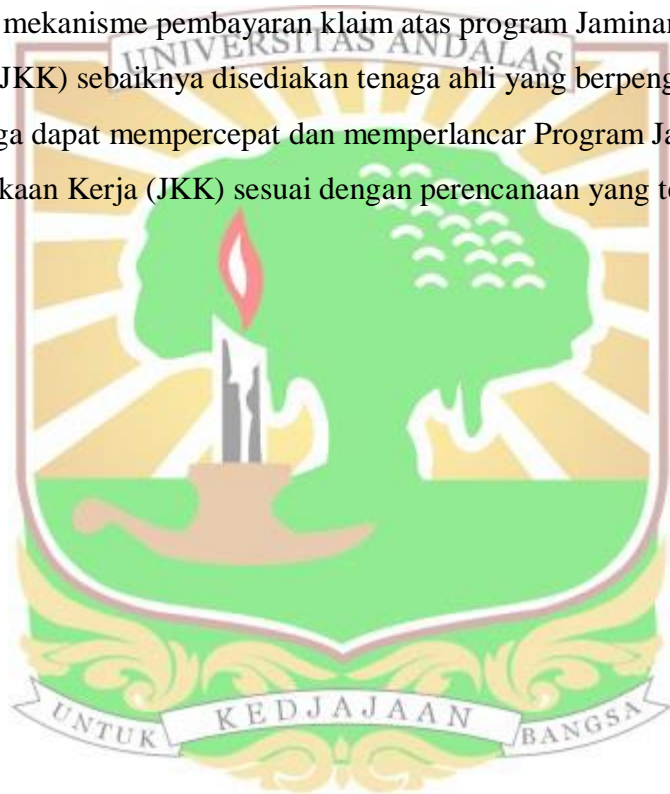 mekanisme pembayaran klaim atas program Jaminan
UNIVERSITAS ANDALAS
JKK) sebaiknya disediakan tenaga ahli yang berpeng
ga dapat mempercepat dan memperlancar Program Ja
kaan Kerja (JKK) sesuai dengan perencanaan yang te
UNTUK KEDJAJAAN BANGSA